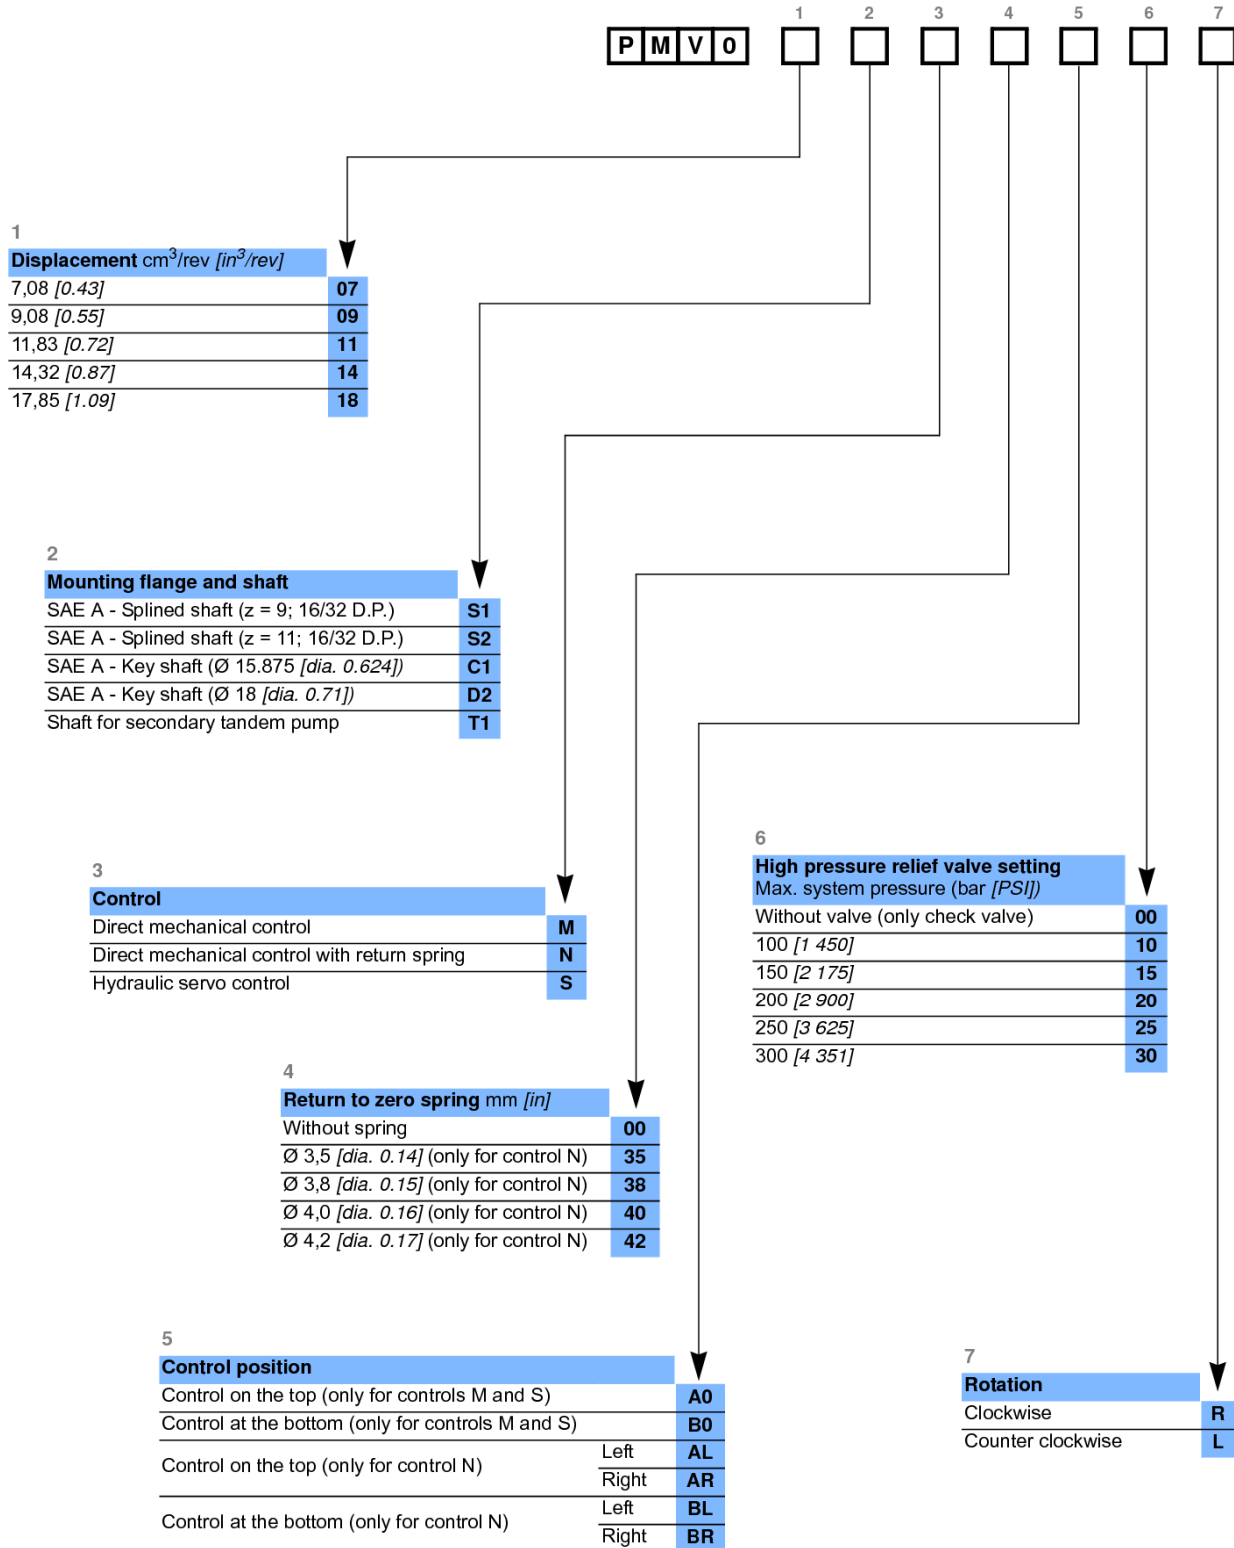 1 2 3 4 5 6 7
P M V 0
1
Displacement cm³/rev [in³/rev]
7,08 [0.43] 07
9,08 [0.55] 09
11,83 [0.72] 11
14,32 [0.87] 14
17,85 [1.09] 18
2
Mounting flange and shaft
SAE A - Splined shaft (z = 9; 16/32 D.P.) S1
SAE A - Splined shaft (z = 11; 16/32 D.P.) S2
SAE A - Key shaft (Ø 15.875 [dia. 0.624]) C1
SAE A - Key shaft (Ø 18 [dia. 0.71]) D2
Shaft for secondary tandem pump T1
3
Control
Direct mechanical control M
Direct mechanical control with return spring N
Hydraulic servo control S
4
Return to zero spring mm [in]
Without spring 00
Ø 3,5 [dia. 0.14] (only for control N) 35
Ø 3,8 [dia. 0.15] (only for control N) 38
Ø 4,0 [dia. 0.16] (only for control N) 40
Ø 4,2 [dia. 0.17] (only for control N) 42
5
Control position
Control on the top (only for controls M and S) A0
Control at the bottom (only for controls M and S) B0
Control on the top (only for control N)
Left AL
Right AR
Control at the bottom (only for control N)
Left BL
Right BR
6
High pressure relief valve setting
Max. system pressure (bar [PSI])
Without valve (only check valve) 00
100 [1 450] 10
150 [2 175] 15
200 [2 900] 20
250 [3 625] 25
300 [4 351] 30
7
Rotation
Clockwise R
Counter clockwise L